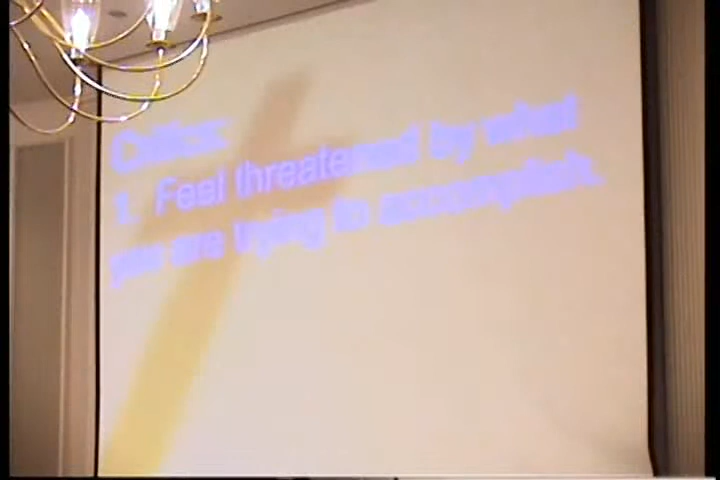 Critics:
1. Feel threatened by what
you are trying to accomplish.